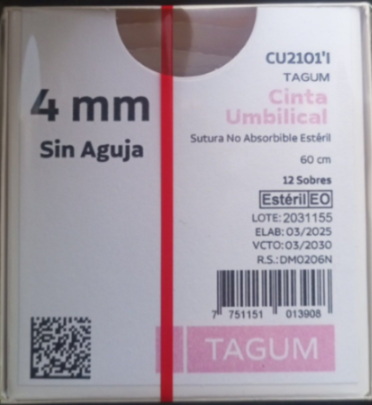 CU2101'I
TAGUM
4 mm
Cinta
Umbilical
Sin Aguja
Sutura No Absorbible Estéril
60 cm
12 Sobres
Estéril EO
LOTE: 2031155
ELAB: 03/2025
VCTO: 03/2030
R.S.: DM0206N
7 751151 013908
TAGUM